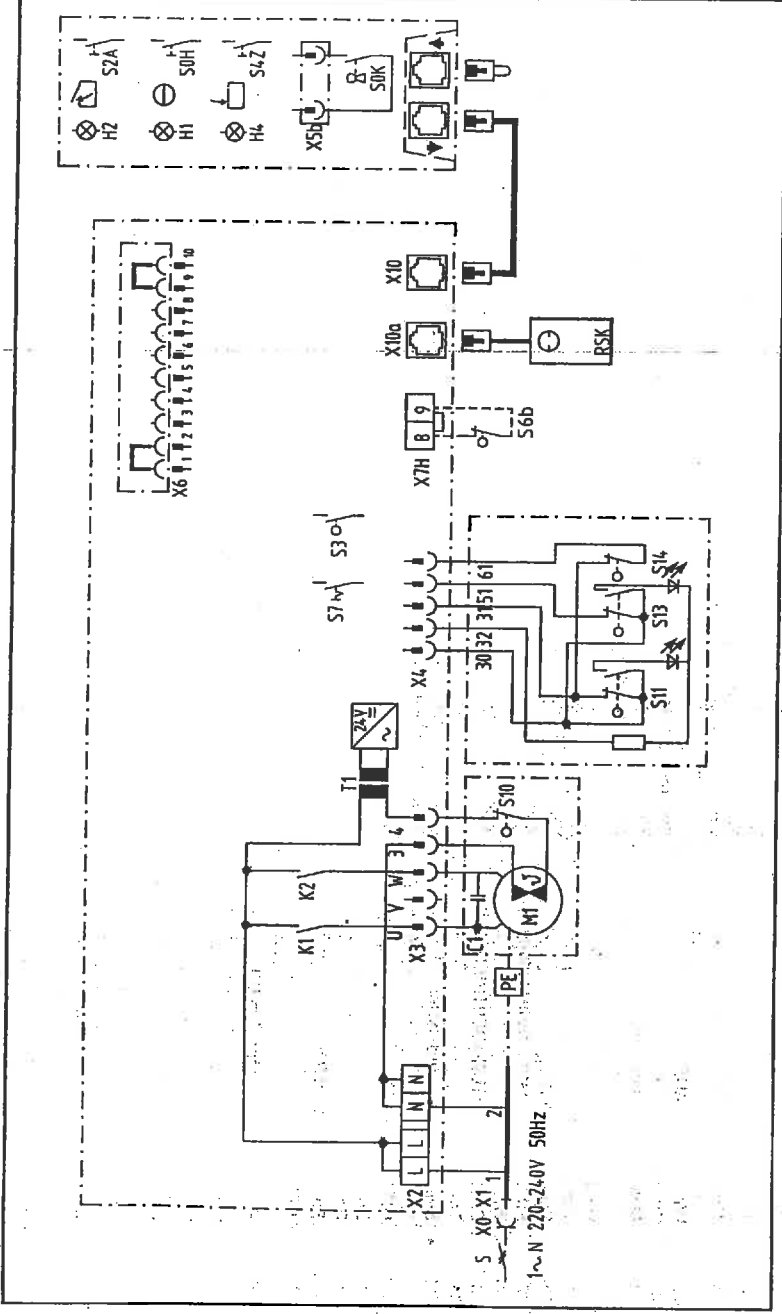 S2A
S0H
S4Z
H2
H1
H4
X5b
S0K
X6
1 2 3 4 5 6 7 8 9 10
X10
X10a
RSK
X7H
8 9
S6b
S3
S7
X4
30 32 31 51 61
S11
S13
S14
24V
T1
K1
K2
X3
U V W 3 4
C1
M1
S10
PE
X2
L L N N
1
2
S X0 X1
1~N 220-240V 50Hz